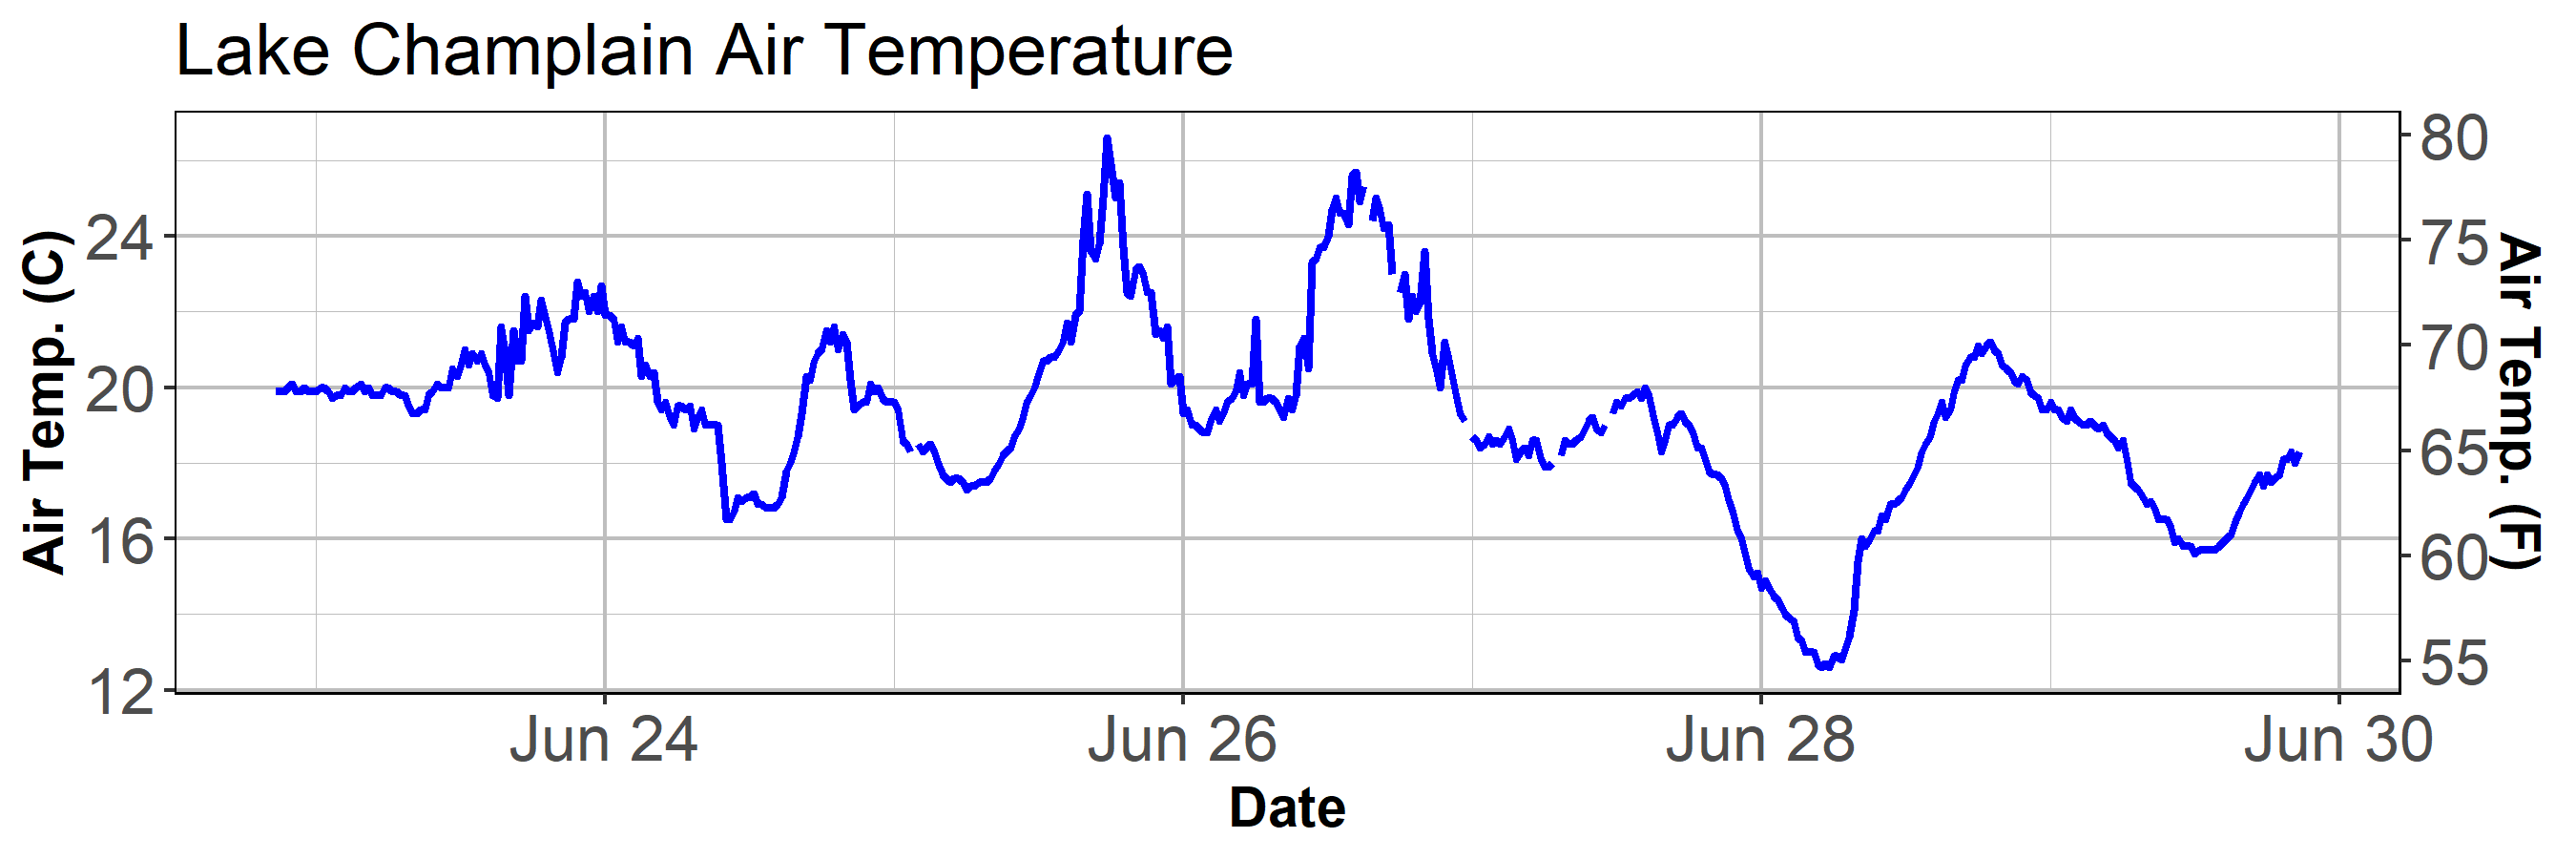 Lake Champlain Air Temperature
Air Temp. (C)
24
20
16
12
80
75
70
65
60
55
Air Temp. (F)
Jun 24
Jun 26
Jun 28
Jun 30
Date